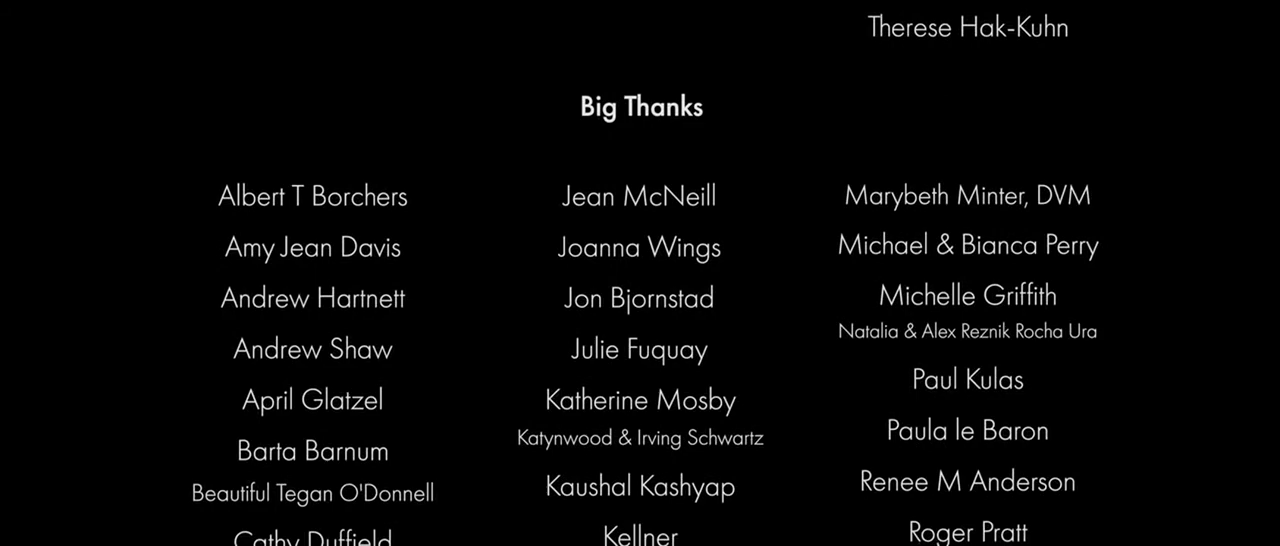 Therese Hak-Kuhn
Big Thanks
Albert T Borchers
Amy Jean Davis
Andrew Hartnett
Andrew Shaw
April Glatzel
Barta Barnum
Beautiful Tegan O'Donnell
Cathy Duffield
Jean McNeill
Joanna Wings
Jon Bjornstad
Julie Fuquay
Katherine Mosby
Katynwood & Irving Schwartz
Kaushal Kashyap
Kellner
Marybeth Minter, DVM
Michael & Bianca Perry
Michelle Griffith
Natalia & Alex Reznik Rocha Ura
Paul Kulas
Paula le Baron
Renee M Anderson
Roger Pratt